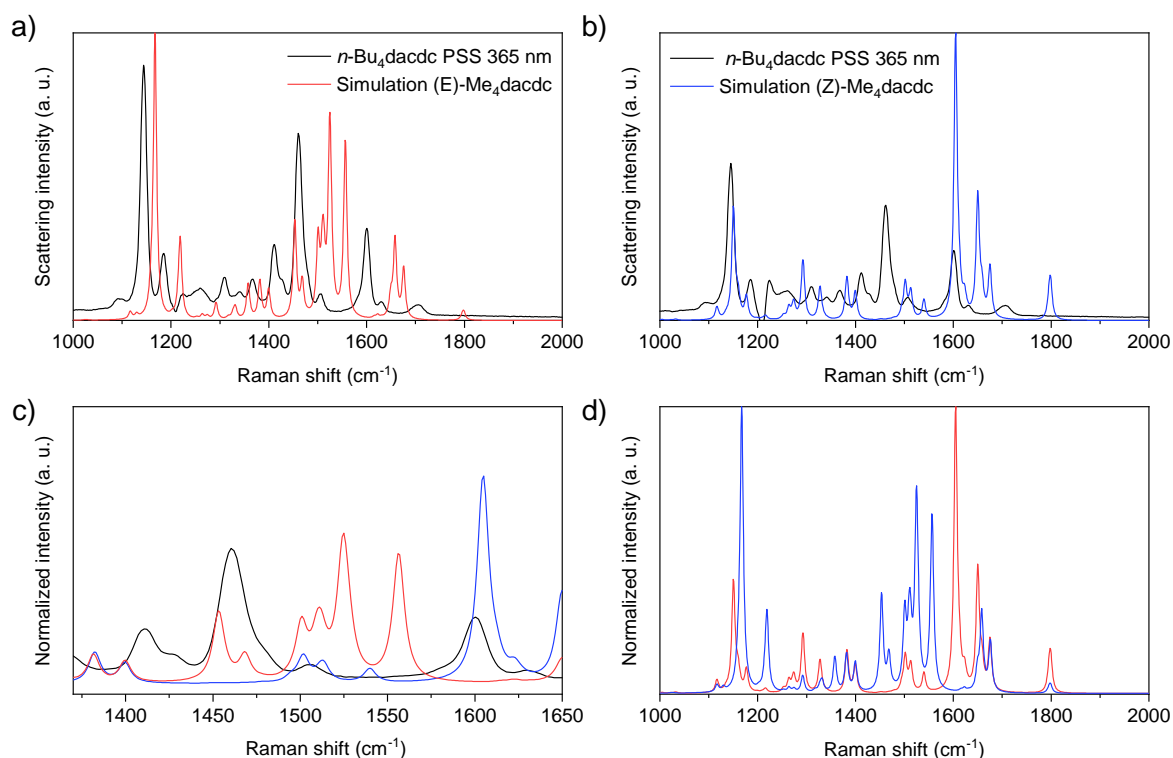 a)
n-Bu₄dacdc PSS 365 nm
Simulation (E)-Me₄dacdc
Scattering intensity (a. u.)
1000 1200 1400 1600 1800 2000
Raman shift (cm⁻¹)
b)
n-Bu₄dacdc PSS 365 nm
Simulation (Z)-Me₄dacdc
Scattering intensity (a. u.)
1000 1200 1400 1600 1800 2000
Raman shift (cm⁻¹)
c)
Normalized intensity (a. u.)
1400 1450 1500 1550 1600 1650
Raman shift (cm⁻¹)
d)
Normalized intensity (a. u.)
1000 1200 1400 1600 1800 2000
Raman shift (cm⁻¹)